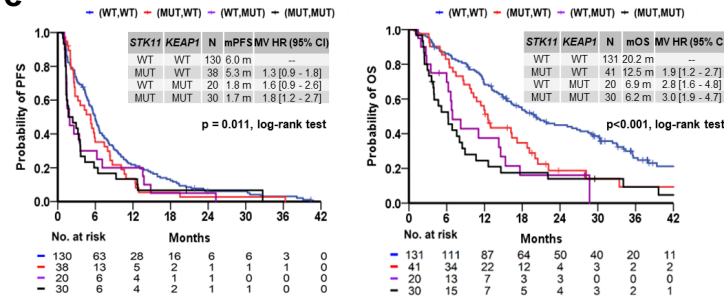 (WT,WT) (MUT,WT) (WT,MUT) (MUT,MUT)
STK11 KEAP1 N mPFS MV HR (95% CI)
WT WT 130 6.0 m --
MUT WT 38 5.3 m 1.3 [0.9 - 1.8]
WT MUT 20 1.8 m 1.6 [0.9 - 2.6]
MUT MUT 30 1.7 m 1.8 [1.2 - 2.7]
p = 0.011, log-rank test
Probability of PFS
1.0
0.8
0.6
0.4
0.2
0.0
0 6 12 18 24 30 36 42
No. at risk Months
130 63 28 16 6 6 3 0
38 13 5 2 1 1 1 0
20 6 4 1 1 0 0 0
30 6 4 2 1 1 0 0
(WT,WT) (MUT,WT) (WT,MUT) (MUT,MUT)
STK11 KEAP1 N mOS MV HR (95% CI)
WT WT 131 20.2 m --
MUT WT 41 12.5 m 1.9 [1.2 - 2.7]
WT MUT 20 6.9 m 2.8 [1.6 - 4.8]
MUT MUT 30 6.2 m 3.0 [1.9 - 4.7]
p<0.001, log-rank test
Probability of OS
1.0
0.8
0.6
0.4
0.2
0.0
0 6 12 18 24 30 36 42
No. at risk Months
131 111 87 64 50 40 20 11
41 34 22 12 4 3 2 2
20 13 7 3 3 0 0 0
30 15 7 5 4 3 2 1